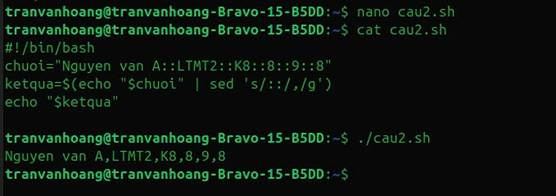 tranvanhoang@tranvanhoang-Bravo-15-B5DD:~$ nano cau2.sh
tranvanhoang@tranvanhoang-Bravo-15-B5DD:~$ cat cau2.sh
#!/bin/bash
chuoi="Nguyen van A::LTMT2::K8::8::9::8"
ketqua=$(echo "$chuoi" | sed 's/::/,/g')
echo "$ketqua"

tranvanhoang@tranvanhoang-Bravo-15-B5DD:~$ ./cau2.sh
Nguyen van A,LTMT2,K8,8,9,8
tranvanhoang@tranvanhoang-Bravo-15-B5DD:~$